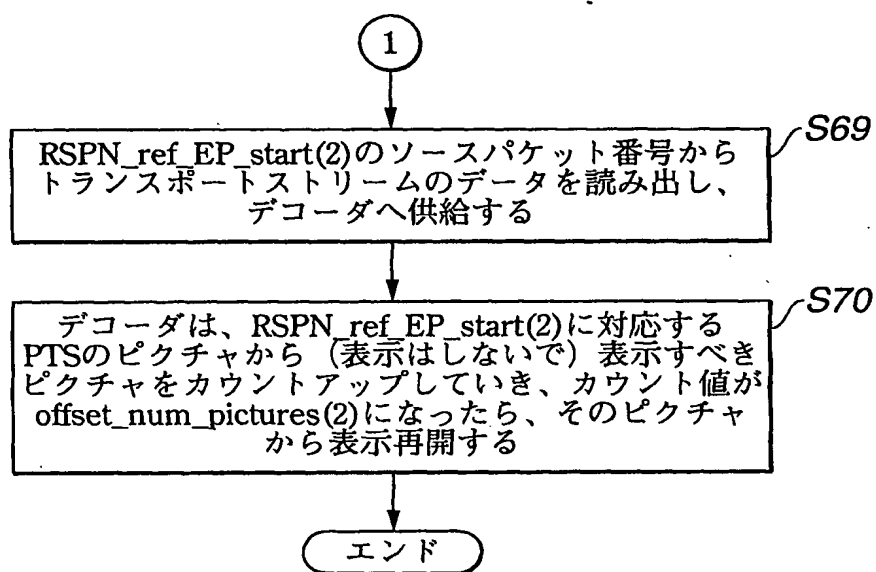 1
S69
RSPN_ref_EP_start(2)のソースパケット番号から
トランスポートストリームのデータを読み出し、
デコーダへ供給する
S70
デコーダは、RSPN_ref_EP_start(2)に対応する
PTSのピクチャから（表示はしないで）表示すべき
ピクチャをカウントアップしていき、カウント値が
offset_num_pictures(2)になったら、そのピクチャ
から表示再開する
エンド